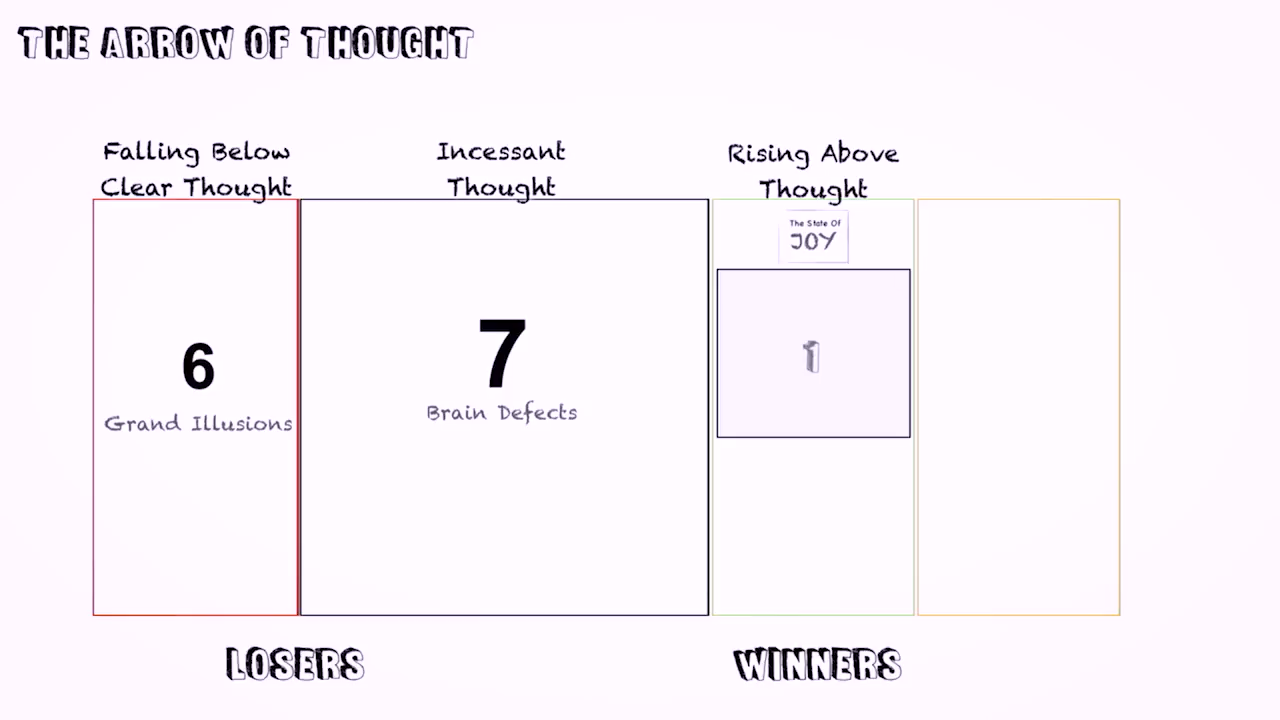 THE ARROW OF THOUGHT
Falling Below
Clear Thought
Incessant
Thought
Rising Above
Thought
The State Of
JOY
6
Grand Illusions
7
Brain Defects
1
LOSERS
WINNERS